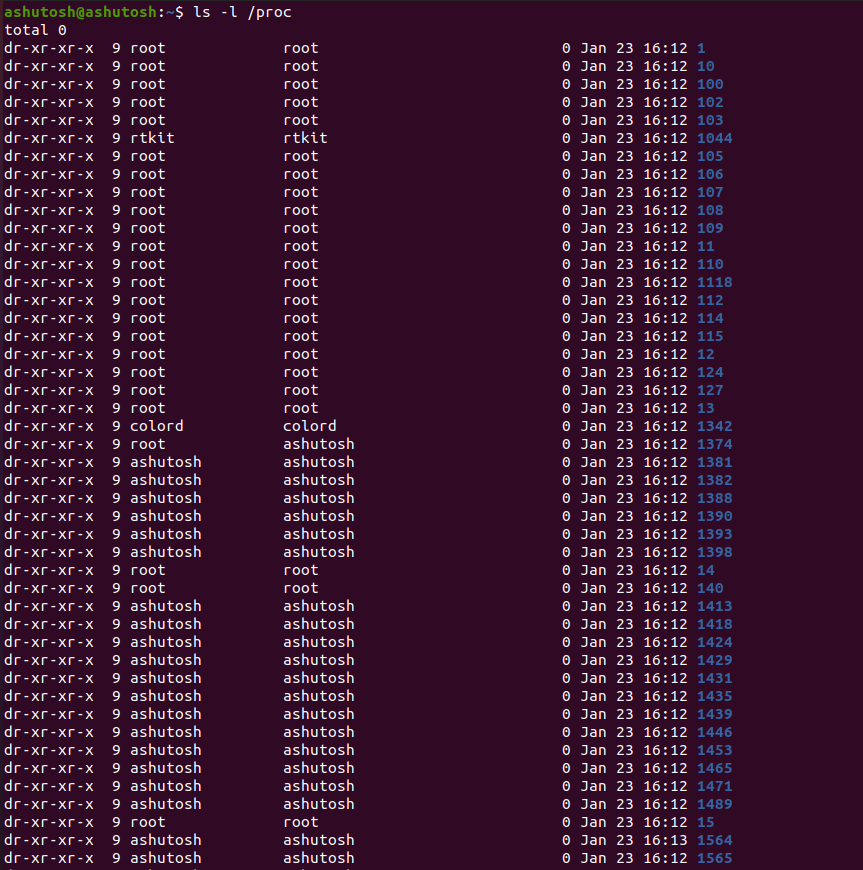 ashutosh@ashutosh:~$ ls -l /proc
total 0
dr-xr-xr-x  9 root             root                           0 Jan 23 16:12 1
dr-xr-xr-x  9 root             root                           0 Jan 23 16:12 10
dr-xr-xr-x  9 root             root                           0 Jan 23 16:12 100
dr-xr-xr-x  9 root             root                           0 Jan 23 16:12 102
dr-xr-xr-x  9 root             root                           0 Jan 23 16:12 103
dr-xr-xr-x  9 rtkit            rtkit                          0 Jan 23 16:12 1044
dr-xr-xr-x  9 root             root                           0 Jan 23 16:12 105
dr-xr-xr-x  9 root             root                           0 Jan 23 16:12 106
dr-xr-xr-x  9 root             root                           0 Jan 23 16:12 107
dr-xr-xr-x  9 root             root                           0 Jan 23 16:12 108
dr-xr-xr-x  9 root             root                           0 Jan 23 16:12 109
dr-xr-xr-x  9 root             root                           0 Jan 23 16:12 11
dr-xr-xr-x  9 root             root                           0 Jan 23 16:12 110
dr-xr-xr-x  9 root             root                           0 Jan 23 16:12 1118
dr-xr-xr-x  9 root             root                           0 Jan 23 16:12 112
dr-xr-xr-x  9 root             root                           0 Jan 23 16:12 114
dr-xr-xr-x  9 root             root                           0 Jan 23 16:12 115
dr-xr-xr-x  9 root             root                           0 Jan 23 16:12 12
dr-xr-xr-x  9 root             root                           0 Jan 23 16:12 124
dr-xr-xr-x  9 root             root                           0 Jan 23 16:12 127
dr-xr-xr-x  9 root             root                           0 Jan 23 16:12 13
dr-xr-xr-x  9 colord           colord                         0 Jan 23 16:12 1342
dr-xr-xr-x  9 root             ashutosh                       0 Jan 23 16:12 1374
dr-xr-xr-x  9 ashutosh         ashutosh                       0 Jan 23 16:12 1381
dr-xr-xr-x  9 ashutosh         ashutosh                       0 Jan 23 16:12 1382
dr-xr-xr-x  9 ashutosh         ashutosh                       0 Jan 23 16:12 1388
dr-xr-xr-x  9 ashutosh         ashutosh                       0 Jan 23 16:12 1390
dr-xr-xr-x  9 ashutosh         ashutosh                       0 Jan 23 16:12 1393
dr-xr-xr-x  9 ashutosh         ashutosh                       0 Jan 23 16:12 1398
dr-xr-xr-x  9 root             root                           0 Jan 23 16:12 14
dr-xr-xr-x  9 root             root                           0 Jan 23 16:12 140
dr-xr-xr-x  9 ashutosh         ashutosh                       0 Jan 23 16:12 1413
dr-xr-xr-x  9 ashutosh         ashutosh                       0 Jan 23 16:12 1418
dr-xr-xr-x  9 ashutosh         ashutosh                       0 Jan 23 16:12 1424
dr-xr-xr-x  9 ashutosh         ashutosh                       0 Jan 23 16:12 1429
dr-xr-xr-x  9 ashutosh         ashutosh                       0 Jan 23 16:12 1431
dr-xr-xr-x  9 ashutosh         ashutosh                       0 Jan 23 16:12 1435
dr-xr-xr-x  9 ashutosh         ashutosh                       0 Jan 23 16:12 1439
dr-xr-xr-x  9 ashutosh         ashutosh                       0 Jan 23 16:12 1446
dr-xr-xr-x  9 ashutosh         ashutosh                       0 Jan 23 16:12 1453
dr-xr-xr-x  9 ashutosh         ashutosh                       0 Jan 23 16:12 1465
dr-xr-xr-x  9 ashutosh         ashutosh                       0 Jan 23 16:12 1471
dr-xr-xr-x  9 ashutosh         ashutosh                       0 Jan 23 16:12 1489
dr-xr-xr-x  9 root             root                           0 Jan 23 16:12 15
dr-xr-xr-x  9 ashutosh         ashutosh                       0 Jan 23 16:13 1564
dr-xr-xr-x  9 ashutosh         ashutosh                       0 Jan 23 16:12 1565